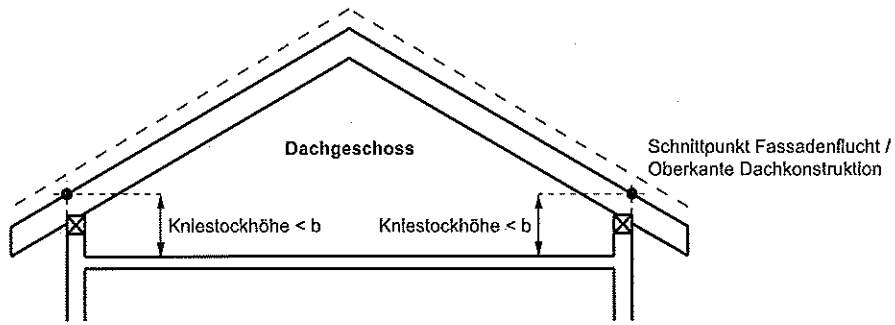 Dachgeschoss
Schnittpunkt Fassadenflucht /
Oberkante Dachkonstruktion
Kniestockhöhe < b
Kniestockhöhe < b